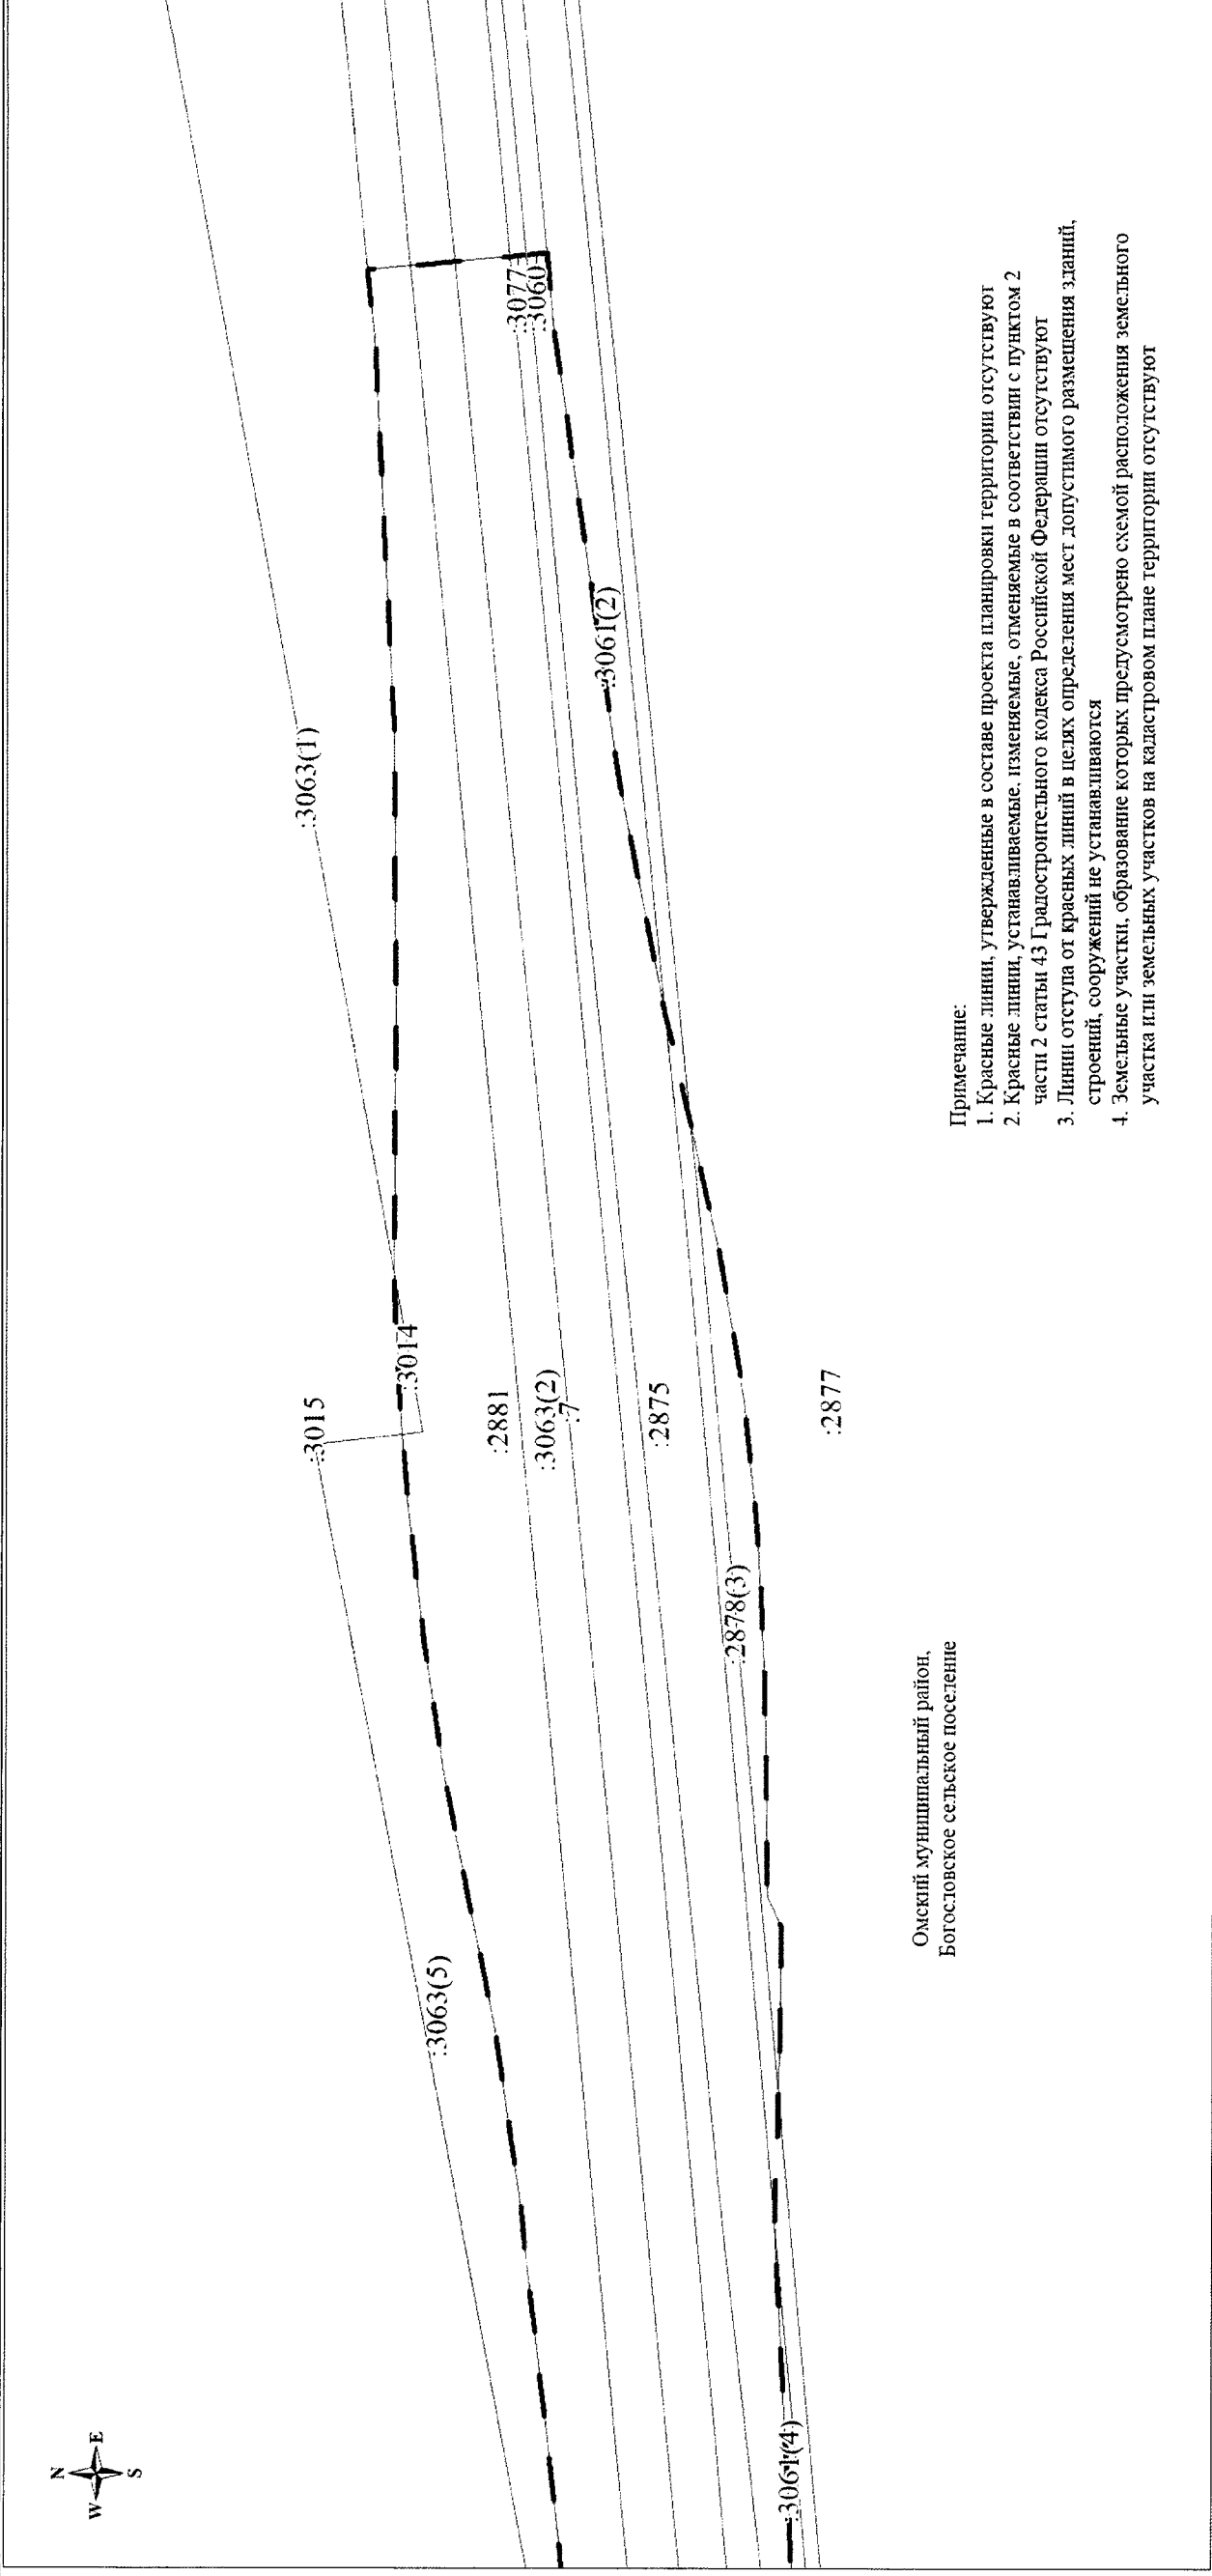 N
W
E
S
:3063(1)
:3015
:3014
:3063(5)
:2881
:3063(2)
:7
:2875
:3077
:3060
:3061(2)
:2878(3)
:2877
:3061(4)
Омский муниципальный район,
Богословское сельское поселение
Примечание:
1. Красные линии, утвержденные в составе проекта планировки территории отсутствуют
2. Красные линии, устанавливаемые, изменяемые, отменяемые в соответствии с пунктом 2
части 2 статьи 43 Градостроительного кодекса Российской Федерации отсутствуют
3. Линии отступа от красных линий в целях определения мест допустимого размещения зданий,
строений, сооружений не устанавливаются
4. Земельные участки, образование которых предусмотрено схемой расположения земельного
участка или земельных участков на кадастровом плане территории отсутствуют